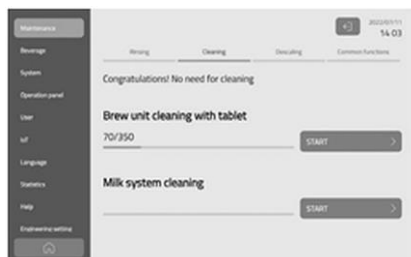 Maintenance
2022/07/11
14 03
Beverage
Rinsing
Cleaning
Descaling
Common functions
System
Congratulations! No need for cleaning
Operation panel
User
Brew unit cleaning with tablet
70/350
IoT
START
Language
Statistics
Milk system cleaning
Help
START
Engineering setting